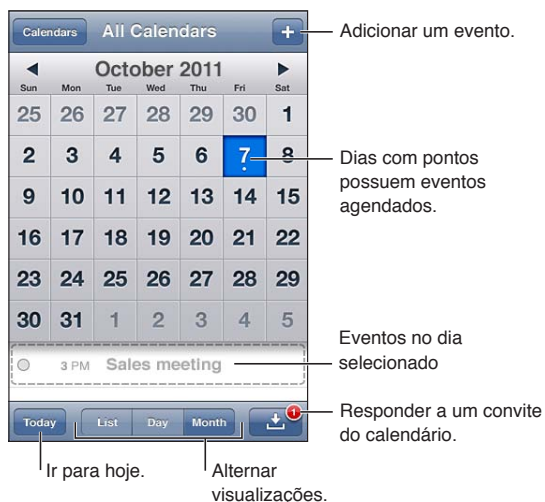 Calendars All Calendars +
Adicionar um evento.
October 2011
Sun Mon Tue Wed Thu Fri Sat
25 26 27 28 29 30 1
2 3 4 5 6 7 8
Dias com pontos
possuem eventos
agendados.
9 10 11 12 13 14 15
16 17 18 19 20 21 22
23 24 25 26 27 28 29
30 31 1 2 3 4 5
Eventos no dia
selecionado
3 PM Sales meeting
Today List Day Month 1
Responder a um convite
do calendário.
Ir para hoje.
Alternar
visualizações.